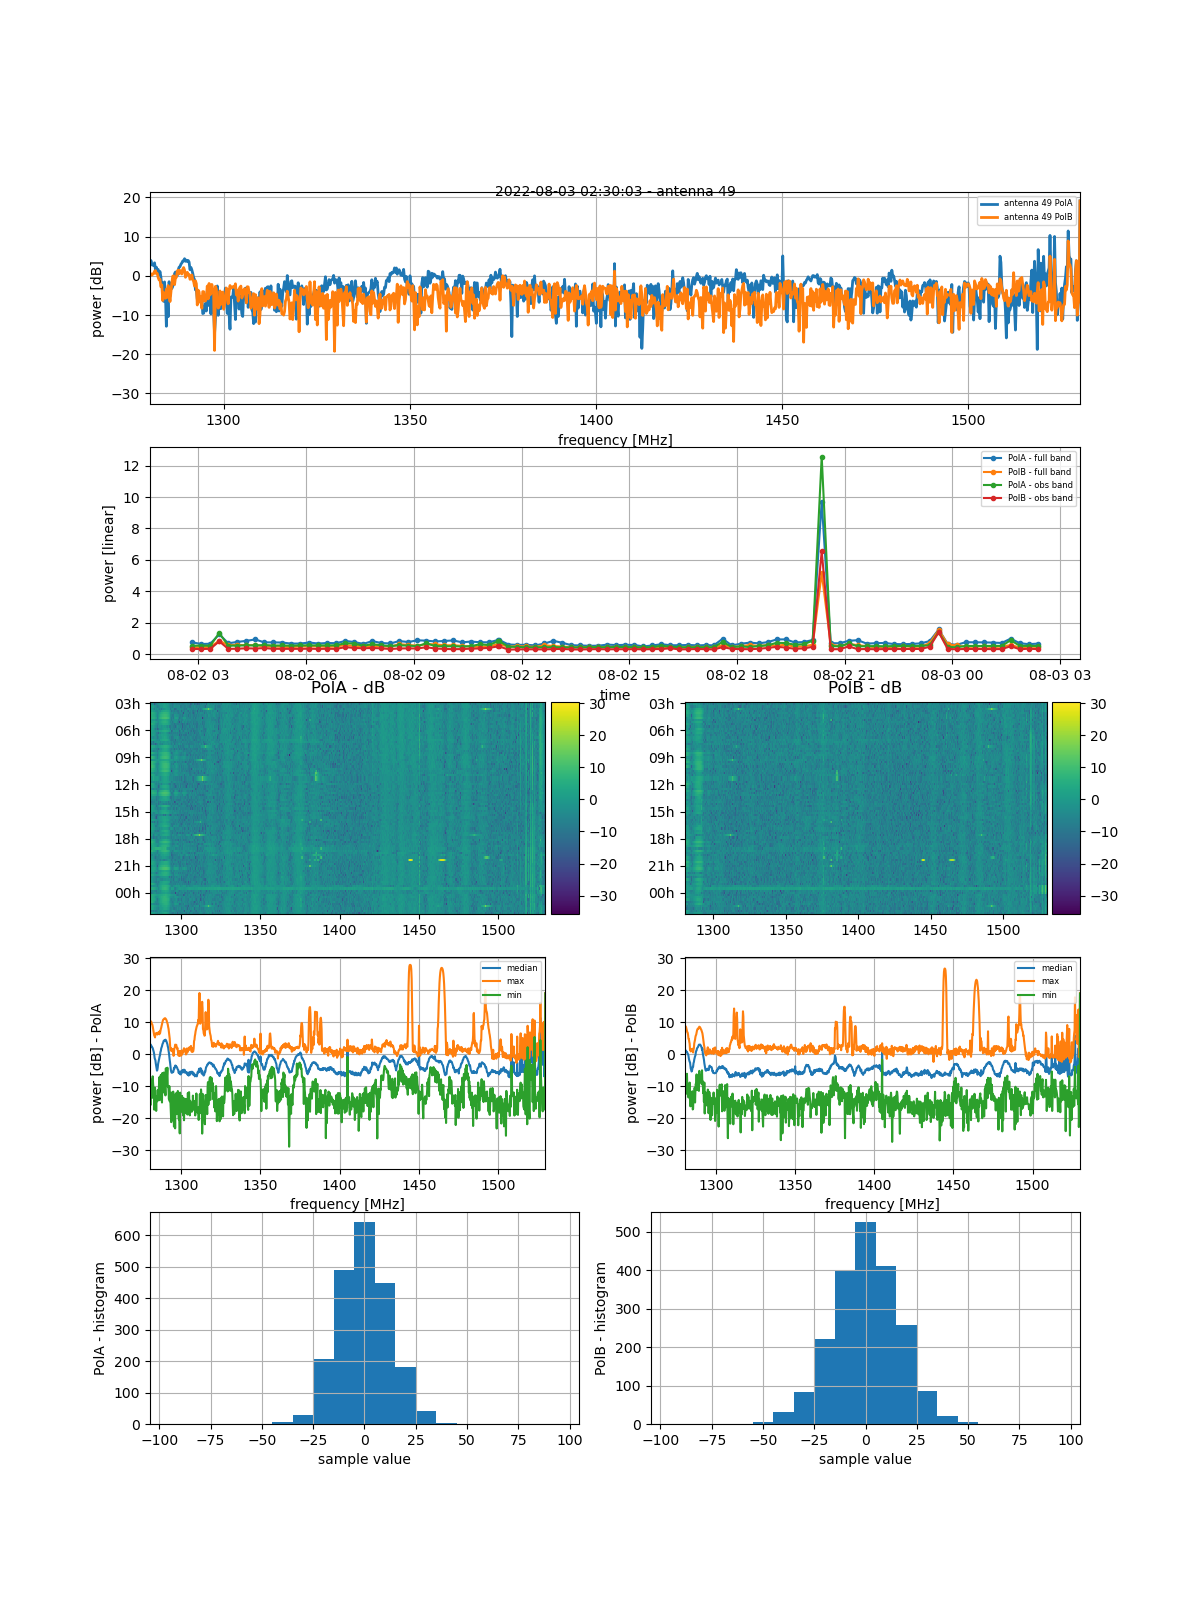 2022-08-03 02:30:03 - antenna 49
20
10
0
−10
−20
−30
power [dB]
antenna 49 PolA
antenna 49 PolB
1300 1350 1400 1450 1500
frequency [MHz]
12
10
8
6
4
2
0
power [linear]
PolA - full band
PolB - full band
PolA - obs band
PolB - obs band
08-02 03 08-02 06 08-02 09 08-02 12 08-02 15 08-02 18 08-02 21 08-03 00 08-03 03
time
PolA - dB
03h
06h
09h
12h
15h
18h
21h
00h
1300 1350 1400 1450 1500
30
20
10
0
−10
−20
−30
PolB - dB
03h
06h
09h
12h
15h
18h
21h
00h
1300 1350 1400 1450 1500
30
20
10
0
−10
−20
−30
30
20
10
0
−10
−20
−30
power [dB] - PolA
median
max
min
1300 1350 1400 1450 1500
frequency [MHz]
30
20
10
0
−10
−20
−30
power [dB] - PolB
median
max
min
1300 1350 1400 1450 1500
frequency [MHz]
600
500
400
300
200
100
0
PolA - histogram
−100 −75 −50 −25 0 25 50 75 100
sample value
500
400
300
200
100
0
PolB - histogram
−100 −75 −50 −25 0 25 50 75 100
sample value